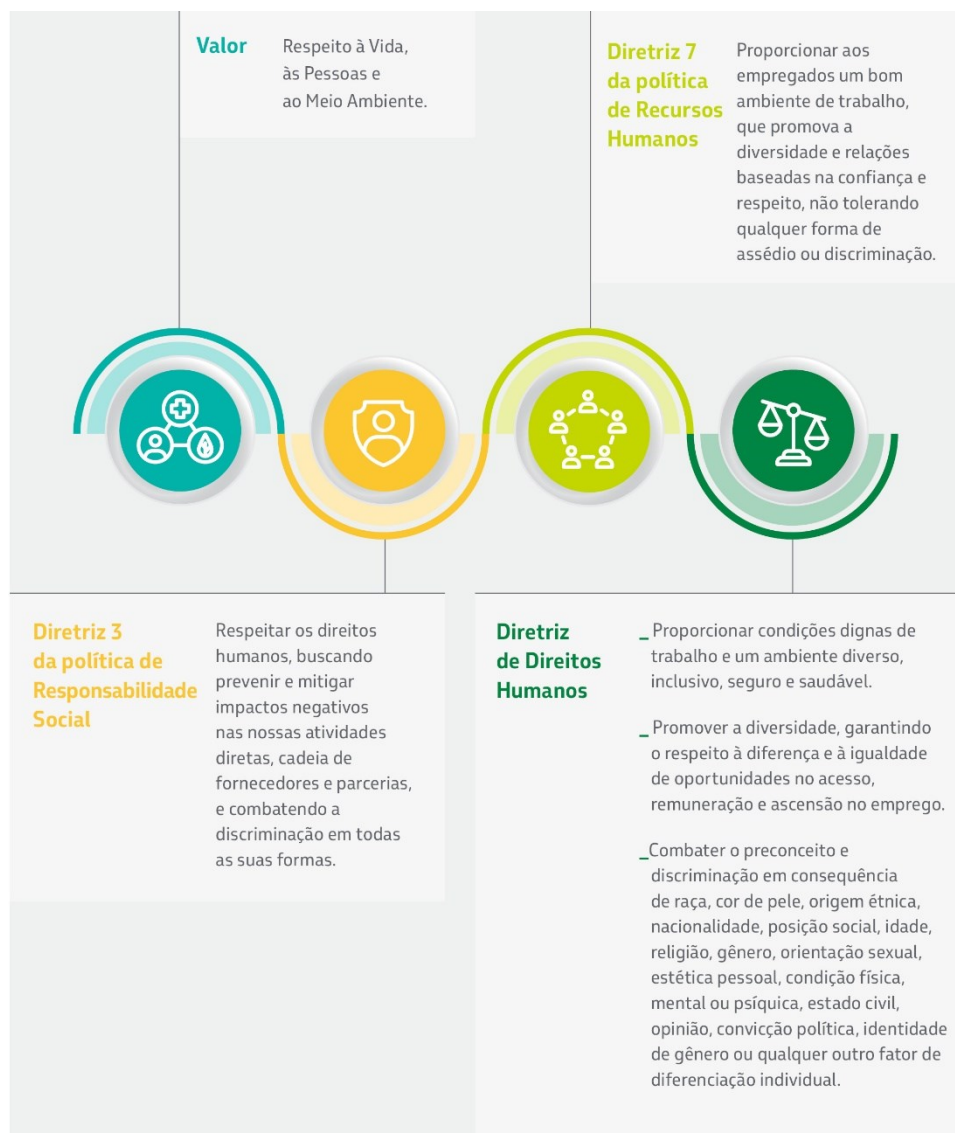 Valor
Respeito à Vida,
às Pessoas e
ao Meio Ambiente.
Diretriz 7
da política
de Recursos
Humanos
Proporcionar aos
empregados um bom
ambiente de trabalho,
que promova a
diversidade e relações
baseadas na confiança e
respeito, não tolerando
qualquer forma de
assédio ou discriminação.
Diretriz 3
da política de
Responsabilidade
Social
Respeitar os direitos
humanos, buscando
prevenir e mitigar
impactos negativos
nas nossas atividades
diretas, cadeia de
fornecedores e parcerias,
e combatendo a
discriminação em todas
as suas formas.
Diretriz
de Direitos
Humanos
_ Proporcionar condições dignas de
trabalho e um ambiente diverso,
inclusivo, seguro e saudável.
_ Promover a diversidade, garantindo
o respeito à diferença e à igualdade
de oportunidades no acesso,
remuneração e ascensão no emprego.
_Combater o preconceito e
discriminação em consequência
de raça, cor de pele, origem étnica,
nacionalidade, posição social, idade,
religião, gênero, orientação sexual,
estética pessoal, condição física,
mental ou psíquica, estado civil,
opinião, convicção política, identidade
de gênero ou qualquer outro fator de
diferenciação individual.